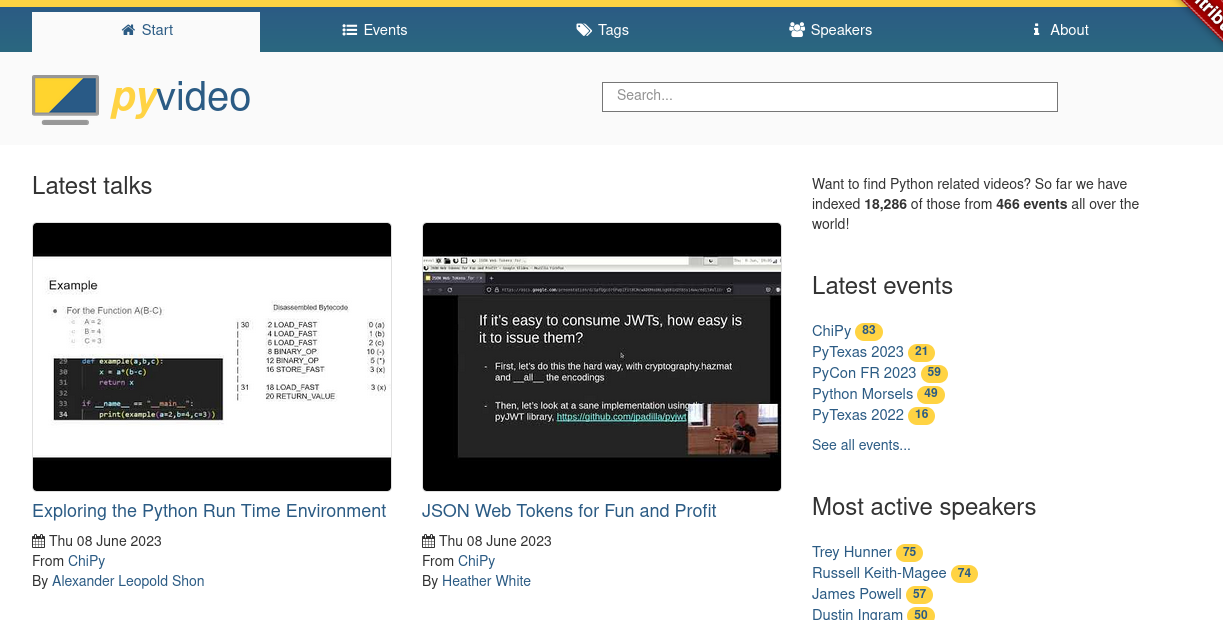 Start
Events
Tags
Speakers
About
pyvideo
Search...
Latest talks
Example
For the Function A(B-C)
A = 2
B = 4
C = 3
29 def example(a,b,c):
30 x = a*(b-c)
31 return x
32
33 if __name__ == "__main__":
34 print(example(a=2,b=4,c=3))
Disassembled Bytecode
| 30 2 LOAD_FAST 0 (a)
| 4 LOAD_FAST 1 (b)
| 6 LOAD_FAST 2 (c)
| 8 BINARY_OP 10 (-)
| 12 BINARY_OP 5 (*)
| 16 STORE_FAST 3 (x)
|
| 31 18 LOAD_FAST 3 (x)
| 20 RETURN_VALUE
If it's easy to consume JWTs, how easy is
it to issue them?
- First, let's do this the hard way, with cryptography.hazmat
and __all__ the encodings
- Then, let's look at a sane implementation using
pyJWT library, https://github.com/jpadilla/pyjwt
Exploring the Python Run Time Environment
Thu 08 June 2023
From ChiPy
By Alexander Leopold Shon
JSON Web Tokens for Fun and Profit
Thu 08 June 2023
From ChiPy
By Heather White
Want to find Python related videos? So far we have
indexed 18,286 of those from 466 events all over the
world!
Latest events
ChiPy 83
PyTexas 2023 21
PyCon FR 2023 59
Python Morsels 49
PyTexas 2022 16
See all events...
Most active speakers
Trey Hunner 75
Russell Keith-Magee 74
James Powell 57
Dustin Ingram 50